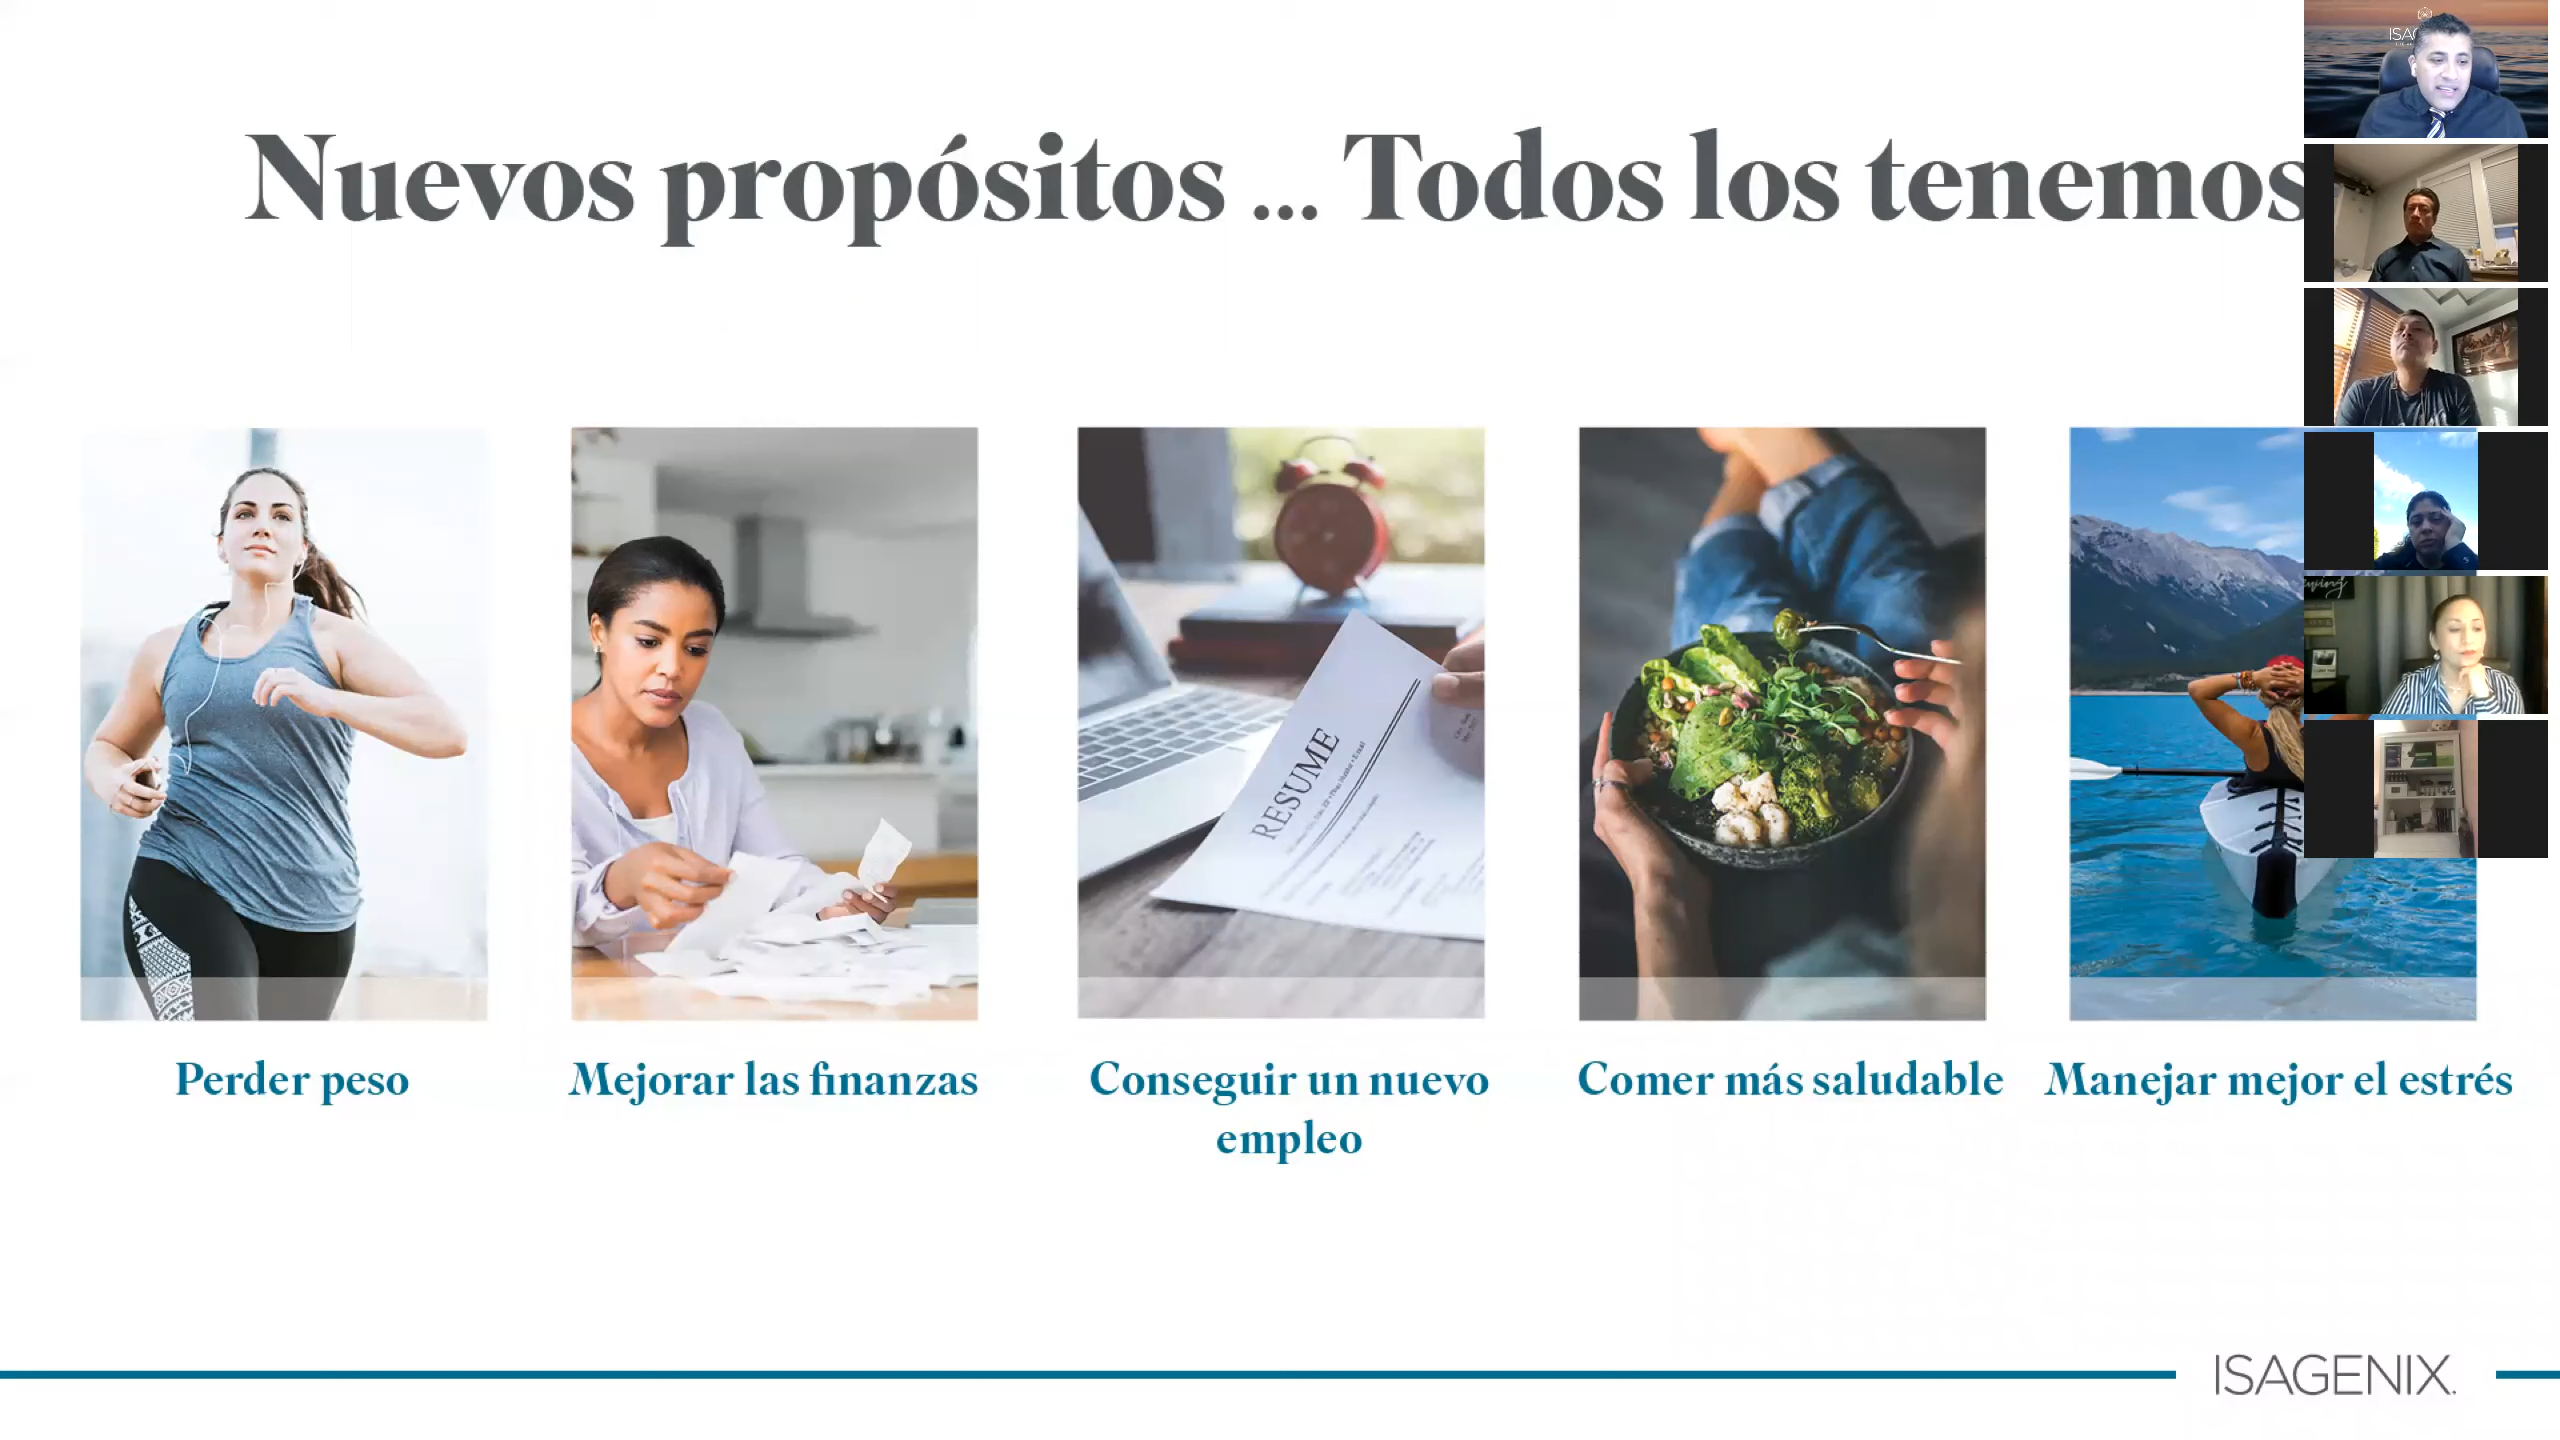 Nuevos propósitos ... Todos los tenemos
RESUME
Perder peso
Mejorar las finanzas
Conseguir un nuevo
empleo
Comer más saludable
Manejar mejor el estrés
ISAGENIX.